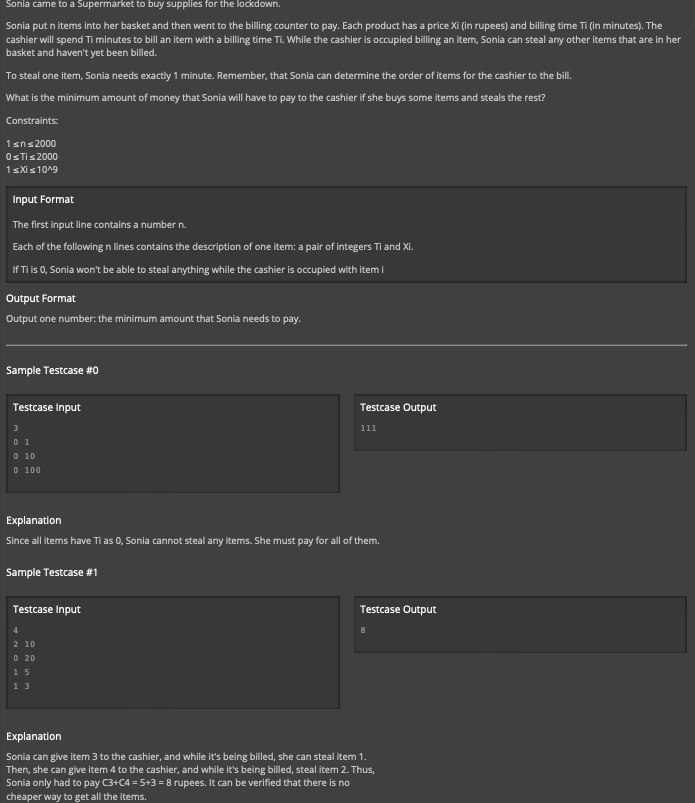 Sonia came to a Supermarket to buy supplies for the lockdown.
Sonia put n items into her basket and then went to the billing counter to pay. Each product has a price Xi (in rupees) and billing time Ti (in minutes). The
cashier will spend Ti minutes to bill an item with a billing time Ti. While the cashier is occupied billing an item, Sonia can steal any other items that are in her
basket and haven't yet been billed.
To steal one item, Sonia needs exactly 1 minute. Remember, that Sonia can determine the order of items for the cashier to the bill.
What is the minimum amount of money that Sonia will have to pay to the cashier if she buys some items and steals the rest?
Constraints:
1 ≤ n ≤ 2000
0 ≤ Ti ≤ 2000
1 ≤ Xi ≤ 10^9
Input Format
The first input line contains a number n.
Each of the following n lines contains the description of one item: a pair of integers Ti and Xi.
If Ti is 0, Sonia won't be able to steal anything while the cashier is occupied with item i
Output Format
Output one number: the minimum amount that Sonia needs to pay.
Sample Testcase #0
Testcase Input
3
0 1
0 10
0 100
Testcase Output
111
Explanation
Since all items have Ti as 0, Sonia cannot steal any items. She must pay for all of them.
Sample Testcase #1
Testcase Input
4
2 10
0 20
1 5
1 3
Testcase Output
8
Explanation
Sonia can give item 3 to the cashier, and while it's being billed, she can steal item 1.
Then, she can give item 4 to the cashier, and while it's being billed, steal item 2. Thus,
Sonia only had to pay C3+C4 = 5+3 = 8 rupees. It can be verified that there is no
cheaper way to get all the items.